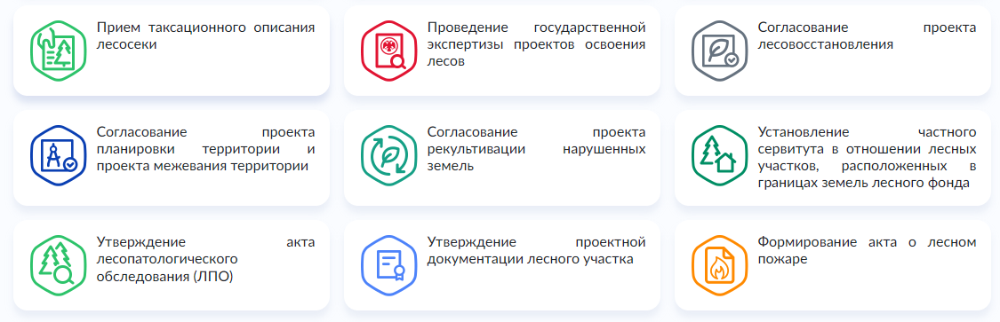 Прием таксационного описания
лесосеки
Проведение государственной
экспертизы проектов освоения
лесов
Согласование проекта
лесовосстановления
Согласование проекта
планировки территории и
проекта межевания территории
Согласование проекта
рекультивации нарушенных
земель
Установление частного
сервитута в отношении лесных
участков, расположенных в
границах земель лесного фонда
Утверждение акта
лесопатологического
обследования (ЛПО)
Утверждение проектной
документации лесного участка
Формирование акта о лесном
пожаре